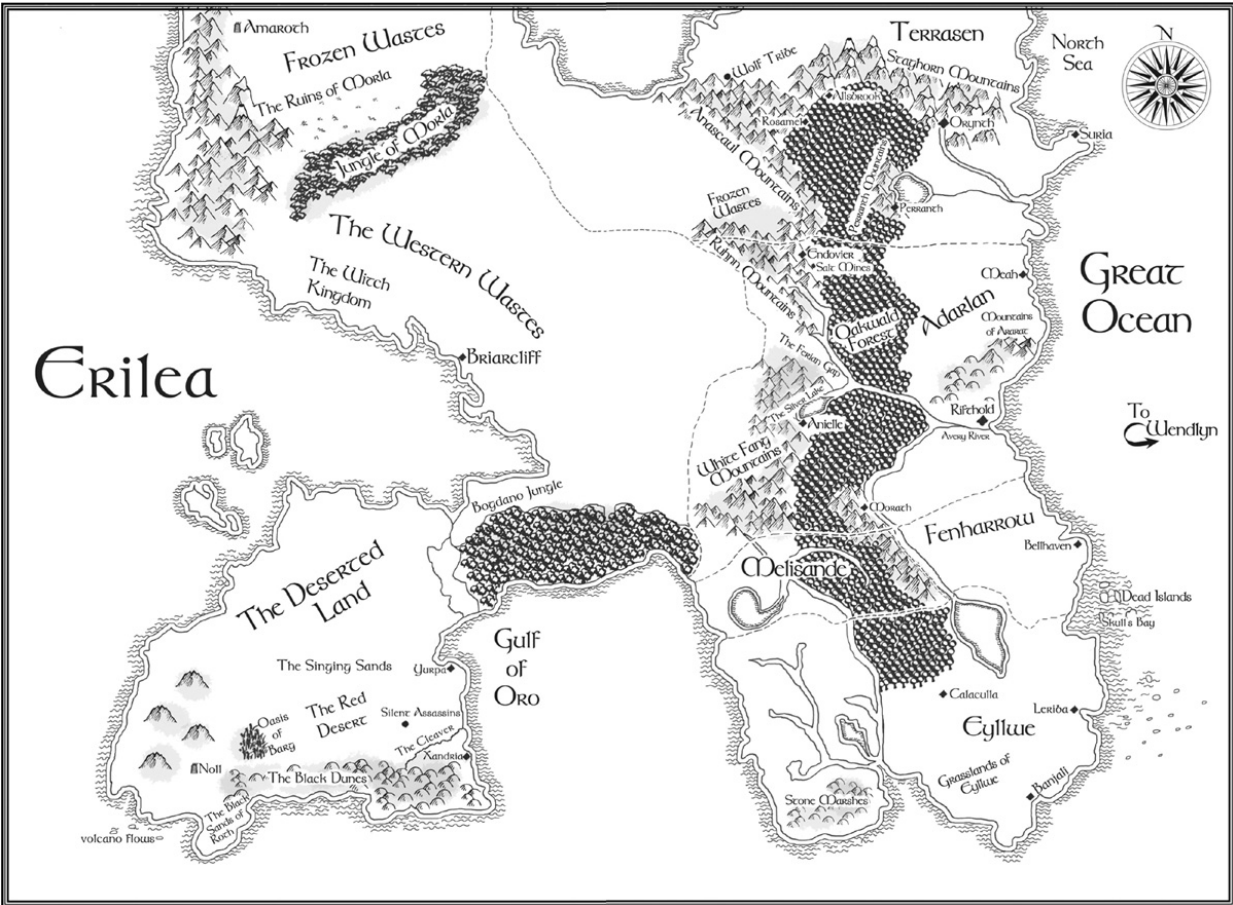 Amaroth
Frozen Wastes
The Ruins of Morla
Jungle of Morla
The Western Wastes
The Witch
Kingdom
Briarcliff
Erilea
Terrasen
North
Sea
N
Wolf Tribe
Staghorn Mountains
Allsbrook
Rosamel
Orynth
Suria
Anascaul Mountains
Perranth Mountains
Perranth
Frozen
Wastes
Ruhnn Mountains
Endovier
Salt Mines
Meah
Great
Ocean
Adarlan
Oakwald
Forest
Mountains
of Ararat
The Ferian Gap
The Silver Lake
Anielle
Rifthold
Avery River
To
Wendlyn
White Fang
Mountains
Morath
Fenharrow
Bellhaven
Bogdano Jungle
Melisande
Dead Islands
Skull's Bay
The Deserted
Land
Gulf
of
Oro
The Singing Sands
Yurpa
The Red
Desert
Silent Assassins
Oasis
of
Barg
The Cleaver
Xandria
Noll
The Black Dunes
The Black
Sands of
Roth
volcano flows
Calaculla
Leriba
Eyllwe
Grasslands of
Eyllwe
Banjali
Stone Marshes